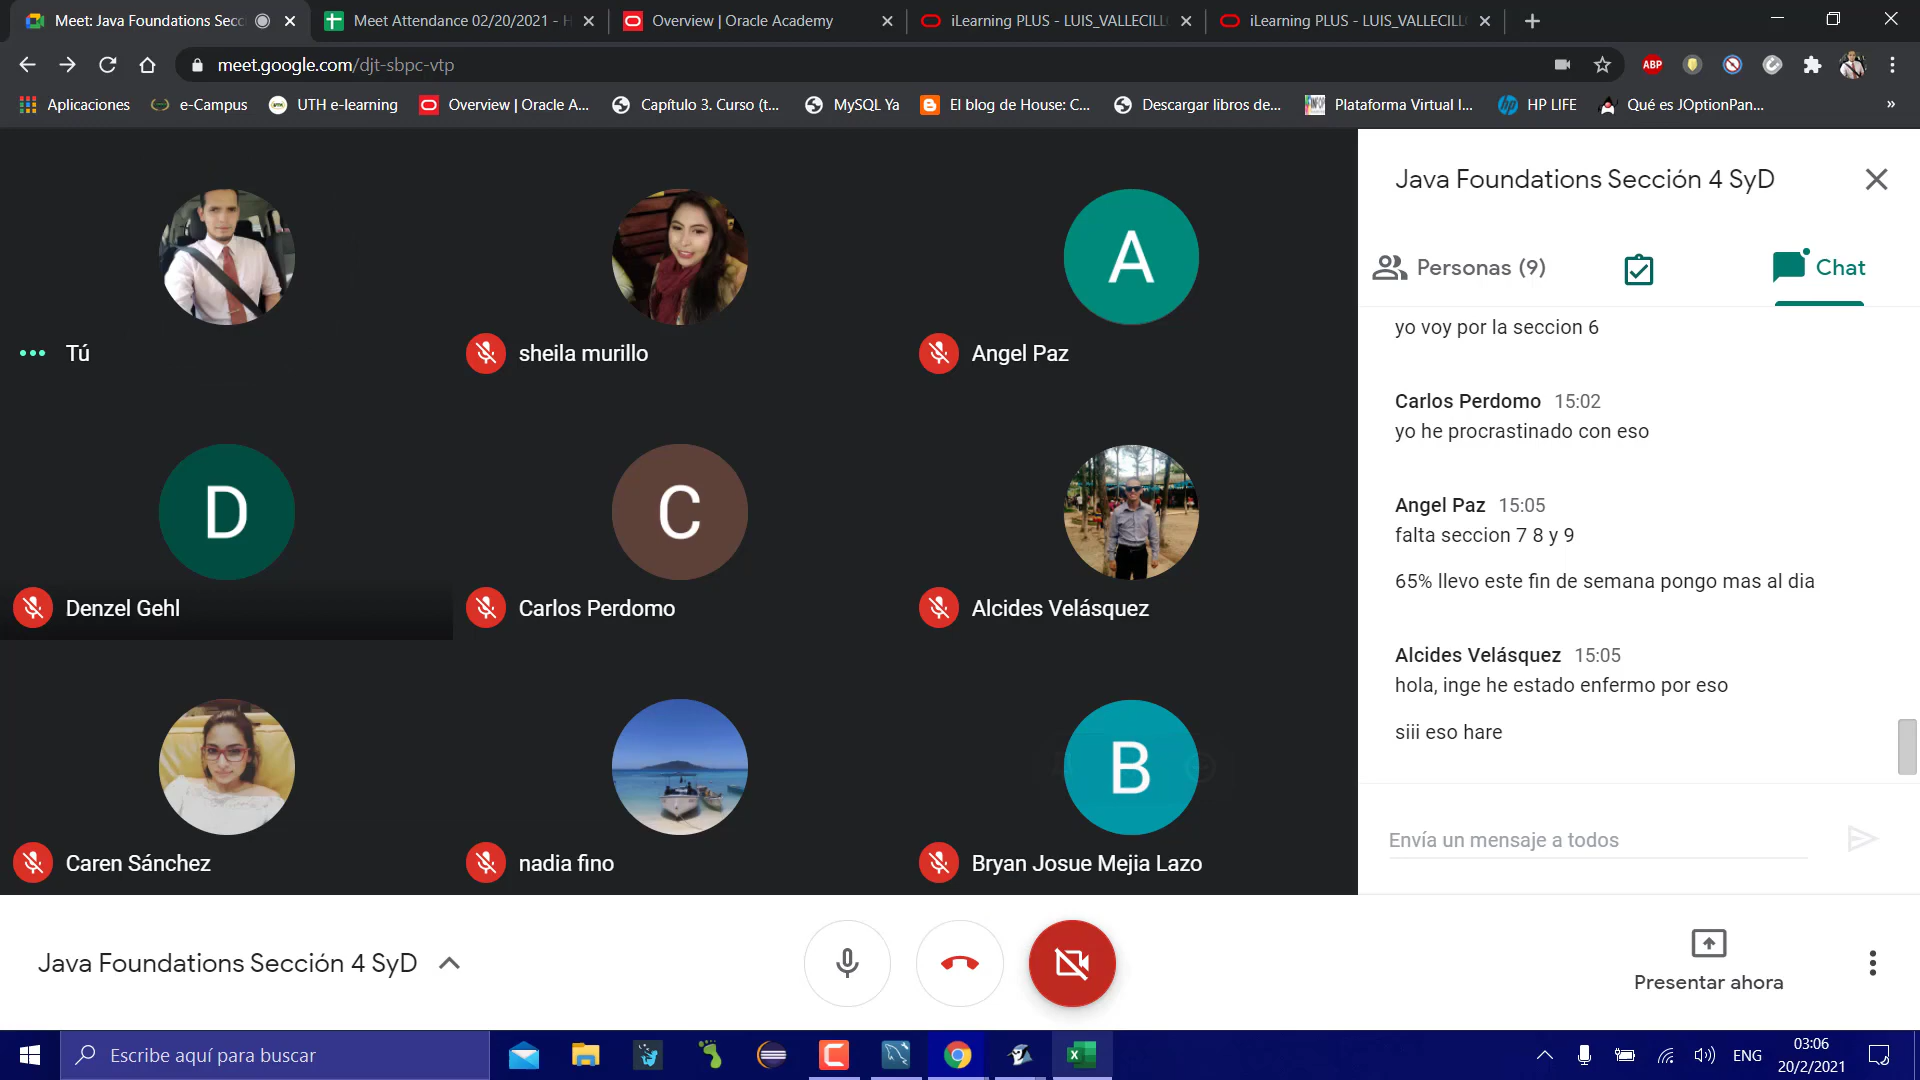 Meet: Java Foundations Secc
Meet Attendance 02/20/2021 - H
Overview | Oracle Academy
iLearning PLUS - LUIS_VALLECILL
iLearning PLUS - LUIS_VALLECILL
meet.google.com/djt-sbpc-vtp
ABP
Aplicaciones
e-Campus
UTH e-learning
Overview | Oracle A...
Capítulo 3. Curso (t...
MySQL Ya
El blog de House: C...
Descargar libros de...
Plataforma Virtual I...
HP LIFE
Qué es JOptionPan...
»
Tú
sheila murillo
A
Angel Paz
D
Denzel Gehl
C
Carlos Perdomo
Alcides Velásquez
Caren Sánchez
nadia fino
B
Bryan Josue Mejia Lazo
Java Foundations Sección 4 SyD
Personas (9)
Chat
yo voy por la seccion 6
Carlos Perdomo 15:02
yo he procrastinado con eso
Angel Paz 15:05
falta seccion 7 8 y 9
65% llevo este fin de semana pongo mas al dia
Alcides Velásquez 15:05
hola, inge he estado enfermo por eso
siii eso hare
Envía un mensaje a todos
Java Foundations Sección 4 SyD
Presentar ahora
Escribe aquí para buscar
ENG
03:06
20/2/2021